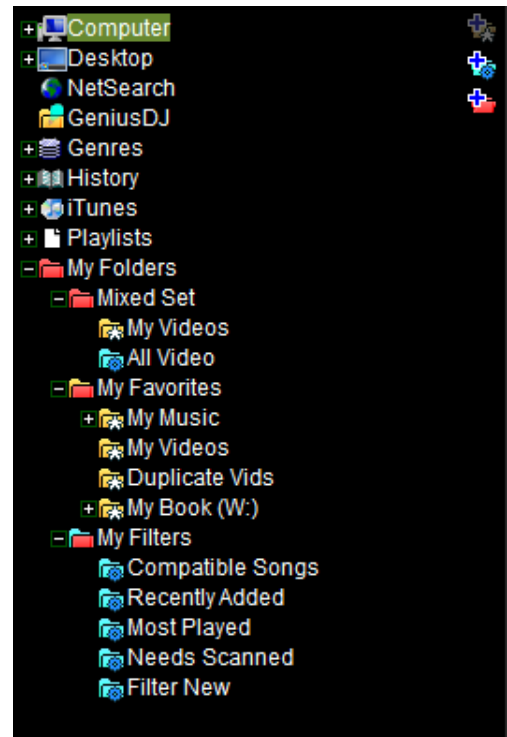 Computer
Desktop
NetSearch
GeniusDJ
Genres
History
iTunes
Playlists
My Folders
Mixed Set
My Videos
All Video
My Favorites
My Music
My Videos
Duplicate Vids
My Book (W:)
My Filters
Compatible Songs
Recently Added
Most Played
Needs Scanned
Filter New